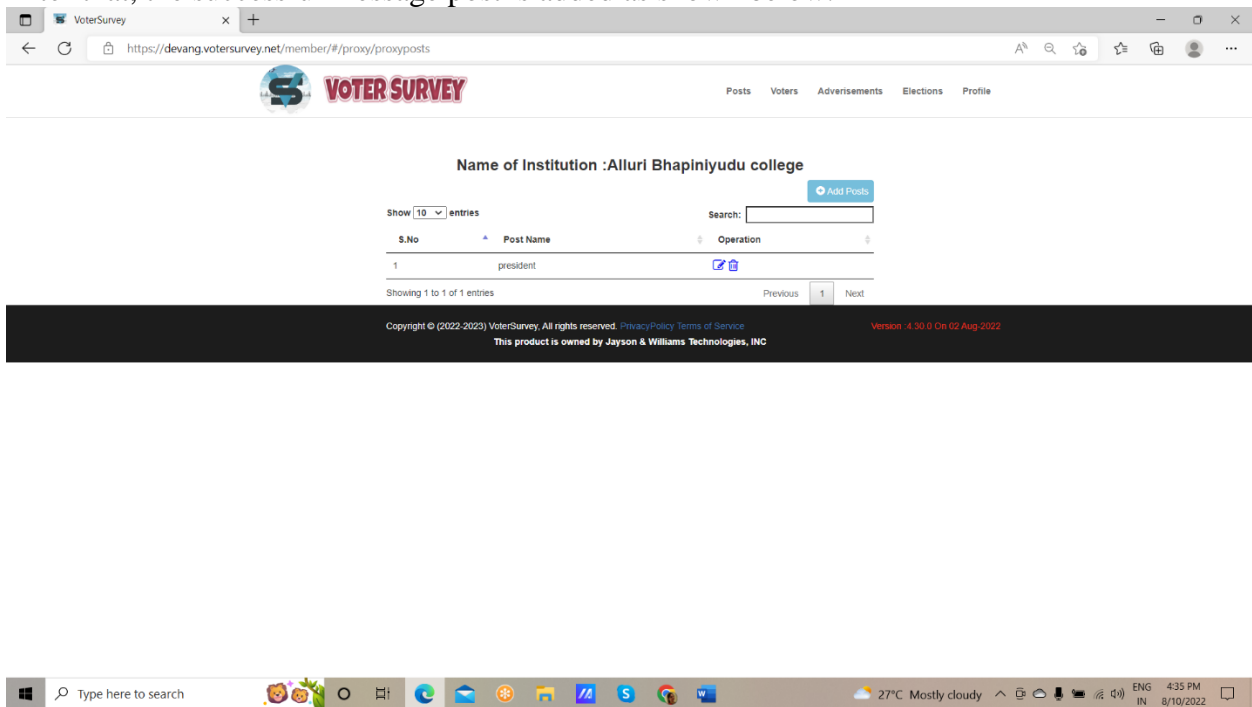 VoterSurvey
https://devang.votersurvey.net/member/#/proxy/proxyposts
VOTER SURVEY
Posts Voters Adverisements Elections Profile
Name of Institution :Alluri Bhapiniyudu college
Add Posts
Show 10 entries Search:
S.No Post Name Operation
1 president
Showing 1 to 1 of 1 entries Previous 1 Next
Copyright © (2022-2023) VoterSurvey, All rights reserved. PrivacyPolicy Terms of Service Version :4.30.0 On 02 Aug-2022
This product is owned by Jayson & Williams Technologies, INC
Type here to search 27°C Mostly cloudy ENG 4:35 PM
IN 8/10/2022